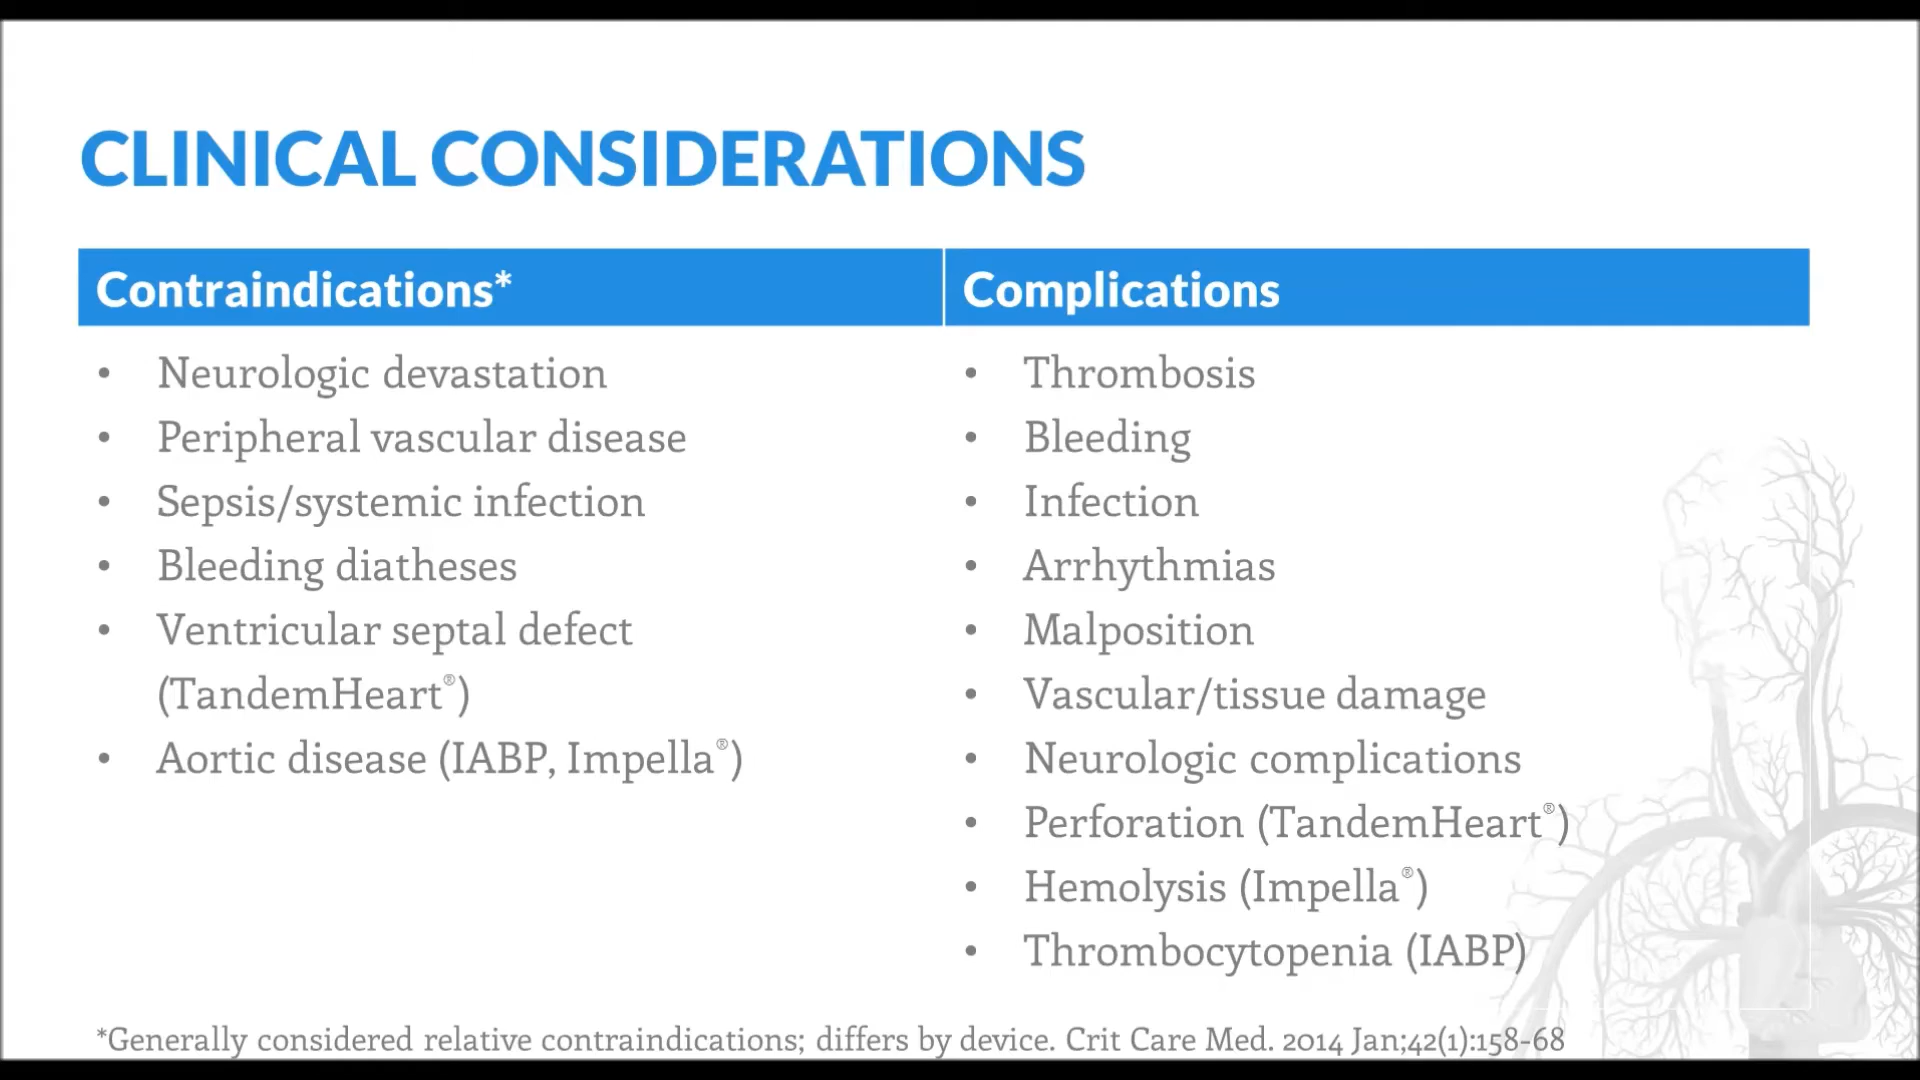 CLINICAL CONSIDERATIONS
Contraindications*
• Neurologic devastation
• Peripheral vascular disease
• Sepsis/systemic infection
• Bleeding diatheses
• Ventricular septal defect
(TandemHeart®)
• Aortic disease (IABP, Impella®)
Complications
• Thrombosis
• Bleeding
• Infection
• Arrhythmias
• Malposition
• Vascular/tissue damage
• Neurologic complications
• Perforation (TandemHeart®)
• Hemolysis (Impella®)
• Thrombocytopenia (IABP)
*Generally considered relative contraindications; differs by device. Crit Care Med. 2014 Jan;42(1):158-68